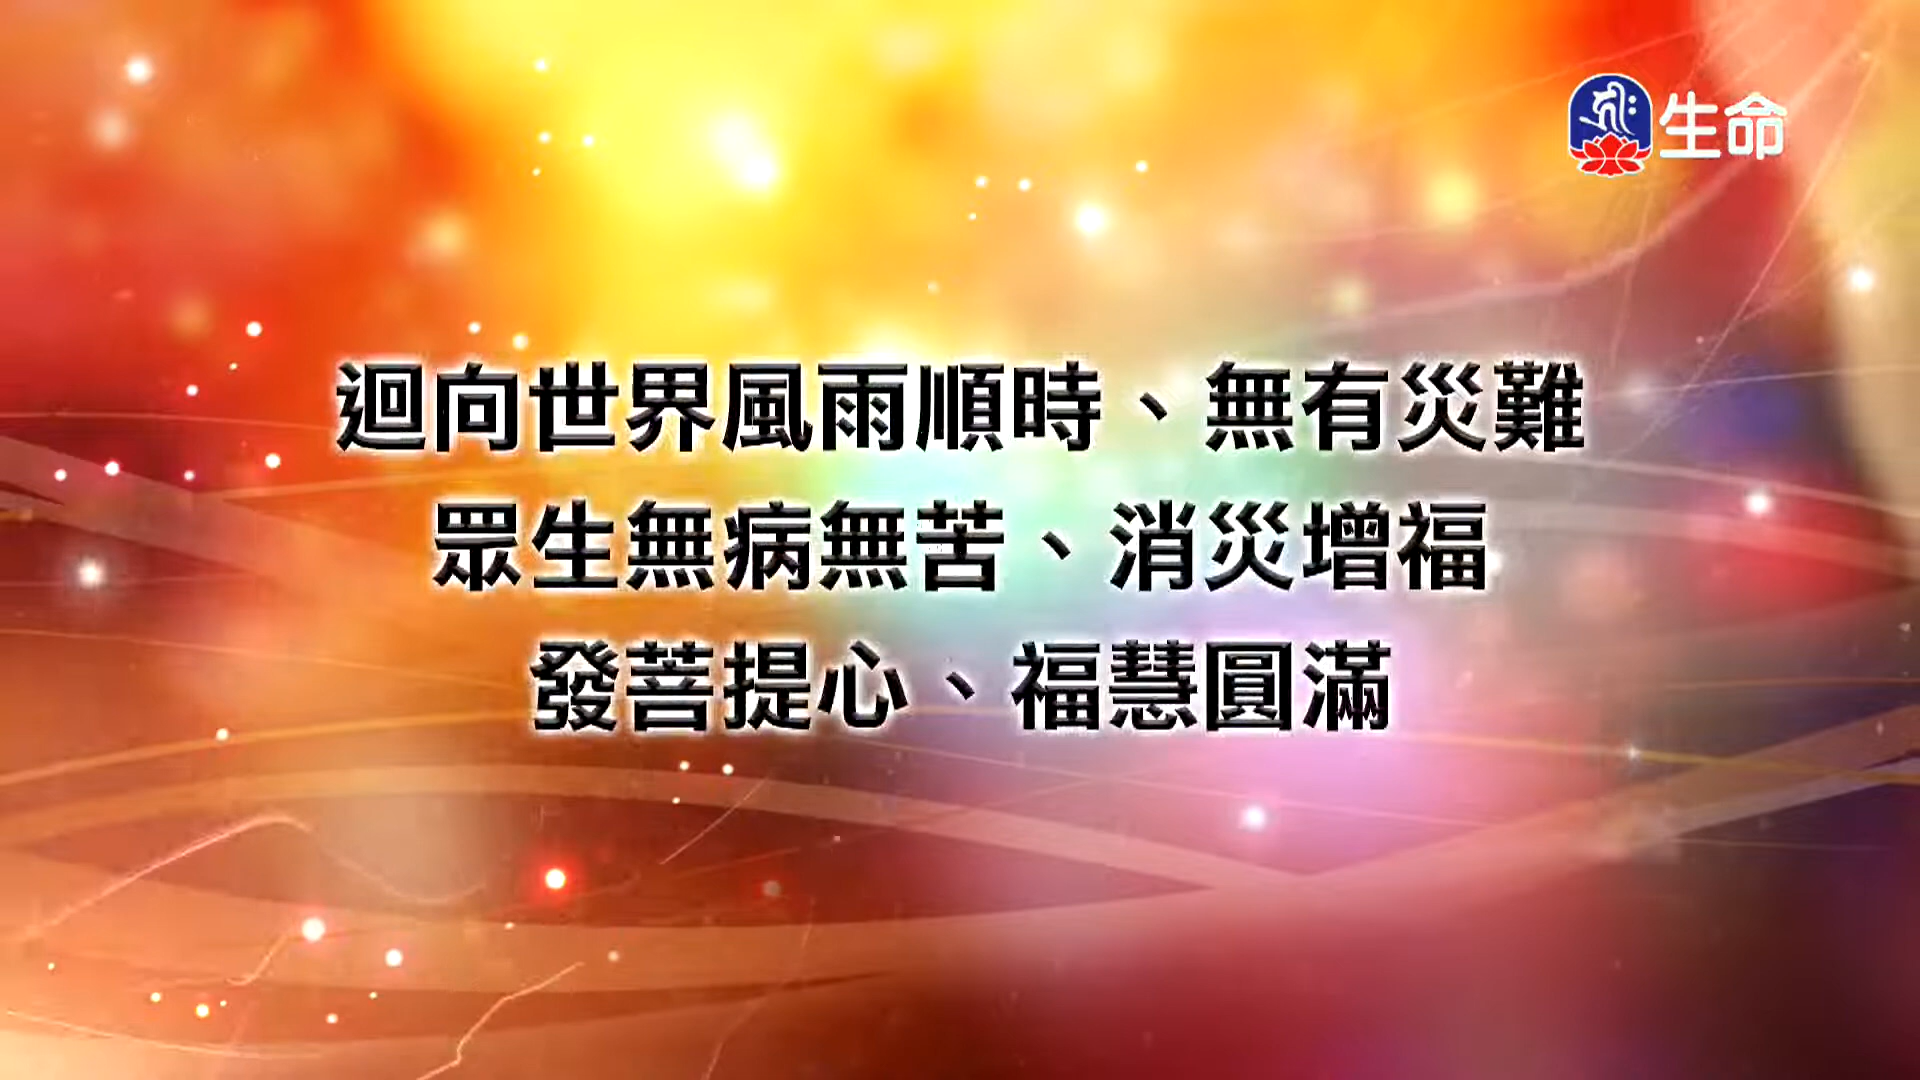 生命
迴向世界風雨順時、無有災難
眾生無病無苦、消災增福
發菩提心、福慧圓滿